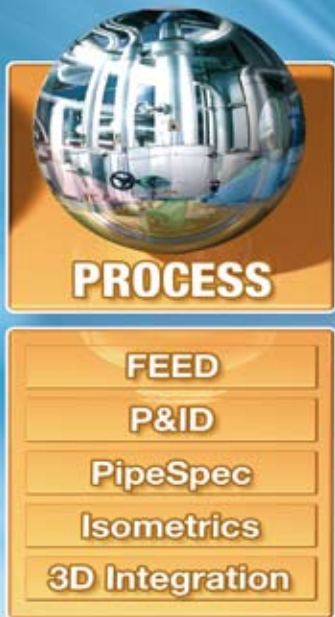 PROCESS
FEED
P&ID
PipeSpec
Isometrics
3D Integration